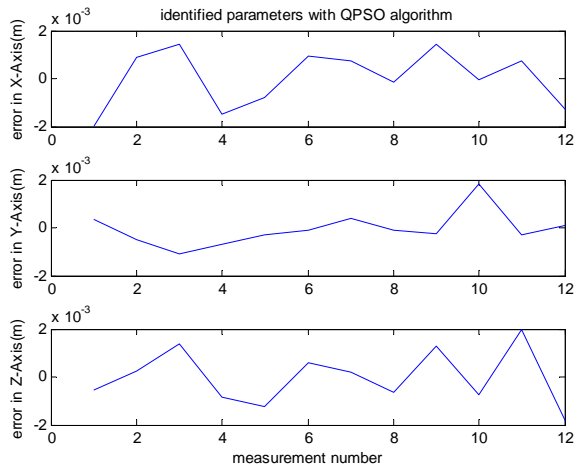 identified parameters with QPSO algorithm
x 10^-3
error in X-Axis(m)
2
0
-2
0 2 4 6 8 10 12
x 10^-3
error in Y-Axis(m)
2
0
-2
0 2 4 6 8 10 12
x 10^-3
error in Z-Axis(m)
2
0
-2
0 2 4 6 8 10 12
measurement number